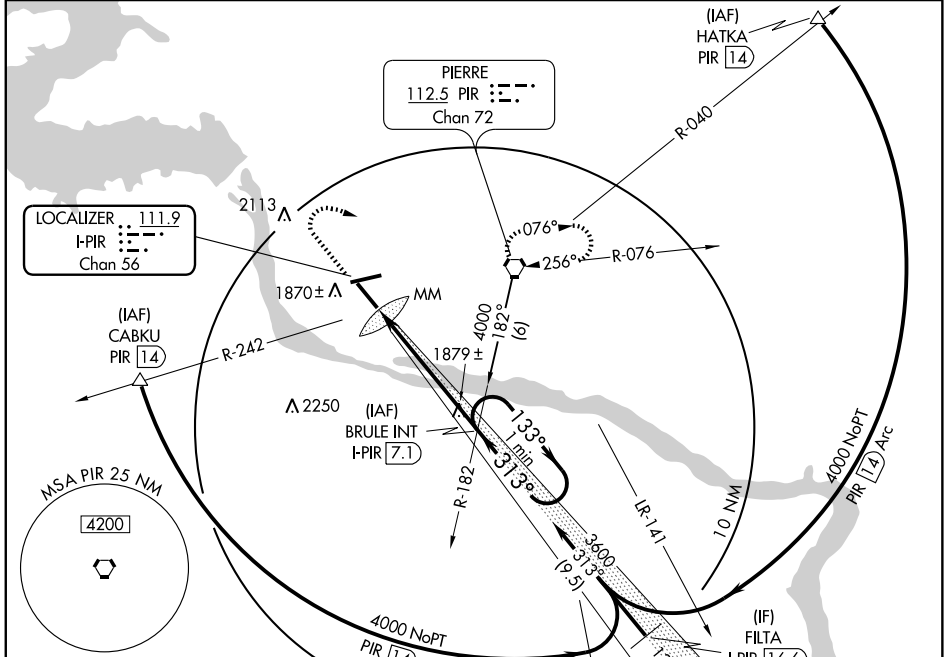 (IAF)
HATKA
PIR 14
PIERRE
112.5 PIR
Chan 72
R-040
LOCALIZER 111.9
I-PIR
Chan 56
2113
076°
256°
R-076
1870±
MM
4000
182°
(6)
(IAF)
CABKU
PIR 14
R-242
1879±
2250
(IAF)
BRULE INT
I-PIR 7.1
133°
1 min
313°
R-182
LR-141
10 NM
4000 NoPT
PIR 14 Arc
MSA PIR 25 NM
4200
3600
313°
(9.5)
4000 NoPT
(IF)
FILTA